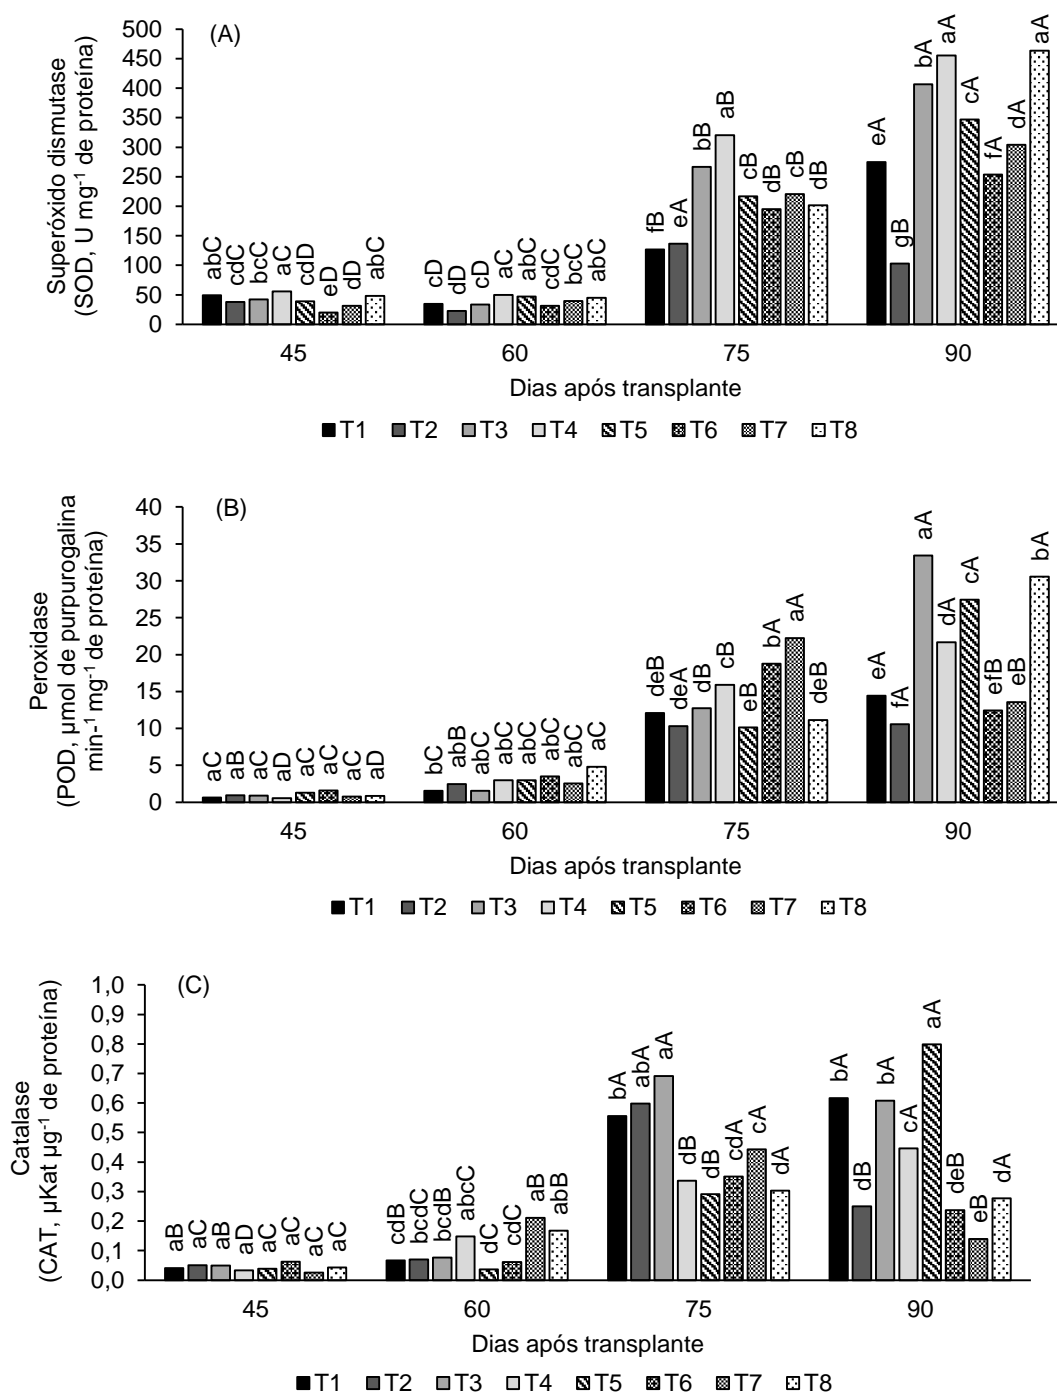 (A)
Superóxido dismutase
(SOD, U mg-1 de proteína)
500
450
400
350
300
250
200
150
100
50
0
abC cdC bcC aC cdD eD dD abC
cD dD cD aC abC cdC bcC abC
fB eA bB aB cB dB cB dB
eA gB bA aA cA fA dA aA
45 60 75 90
Dias após transplante
T1 T2 T3 T4 T5 T6 T7 T8
(B)
Peroxidase
(POD, μmol de purpurogalina
min-1 mg-1 de proteína)
40
35
30
25
20
15
10
5
0
aC aB aC aD aC aC aC aD
bC abB abC abC abC abC abC aC
deB deA dB cB eB bA aA deB
eA fA aA dA cA efB eB bA
45 60 75 90
Dias após transplante
T1 T2 T3 T4 T5 T6 T7 T8
(C)
Catalase
(CAT, μKat μg-1 de proteína)
1,0
0,9
0,8
0,7
0,6
0,5
0,4
0,3
0,2
0,1
0,0
aB aC aB aD aC aC aC aC
cdB bcdC bcdB abcC dC cdC aB abB
bA abA aA dB dB cdA cA dA
bA dB bA cA aA deB eB dA
45 60 75 90
Dias após transplante
T1 T2 T3 T4 T5 T6 T7 T8